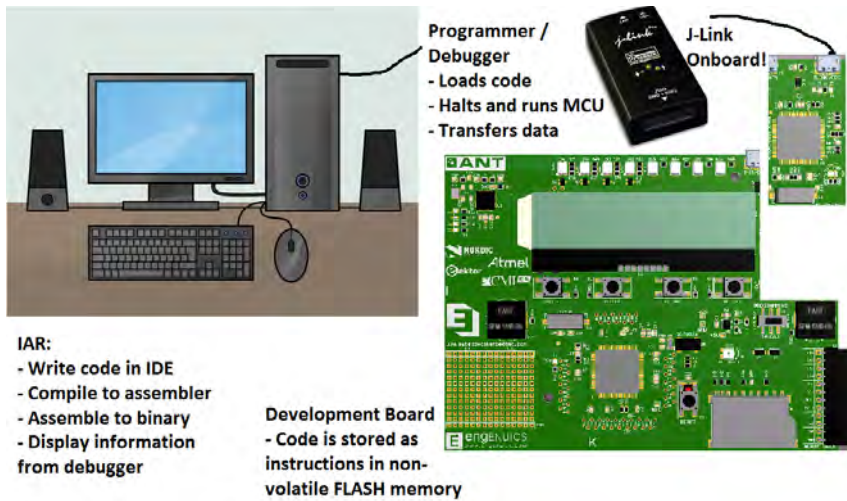 Programmer /
Debugger
- Loads code
- Halts and runs MCU
- Transfers data
J-Link
J-Link
Onboard!
ANT
NORDIC
Atmel
elektor
IAR:
- Write code in IDE
- Compile to assembler
- Assemble to binary
- Display information
from debugger
Development Board
- Code is stored as
instructions in non-
volatile FLASH memory
E engenuics
K